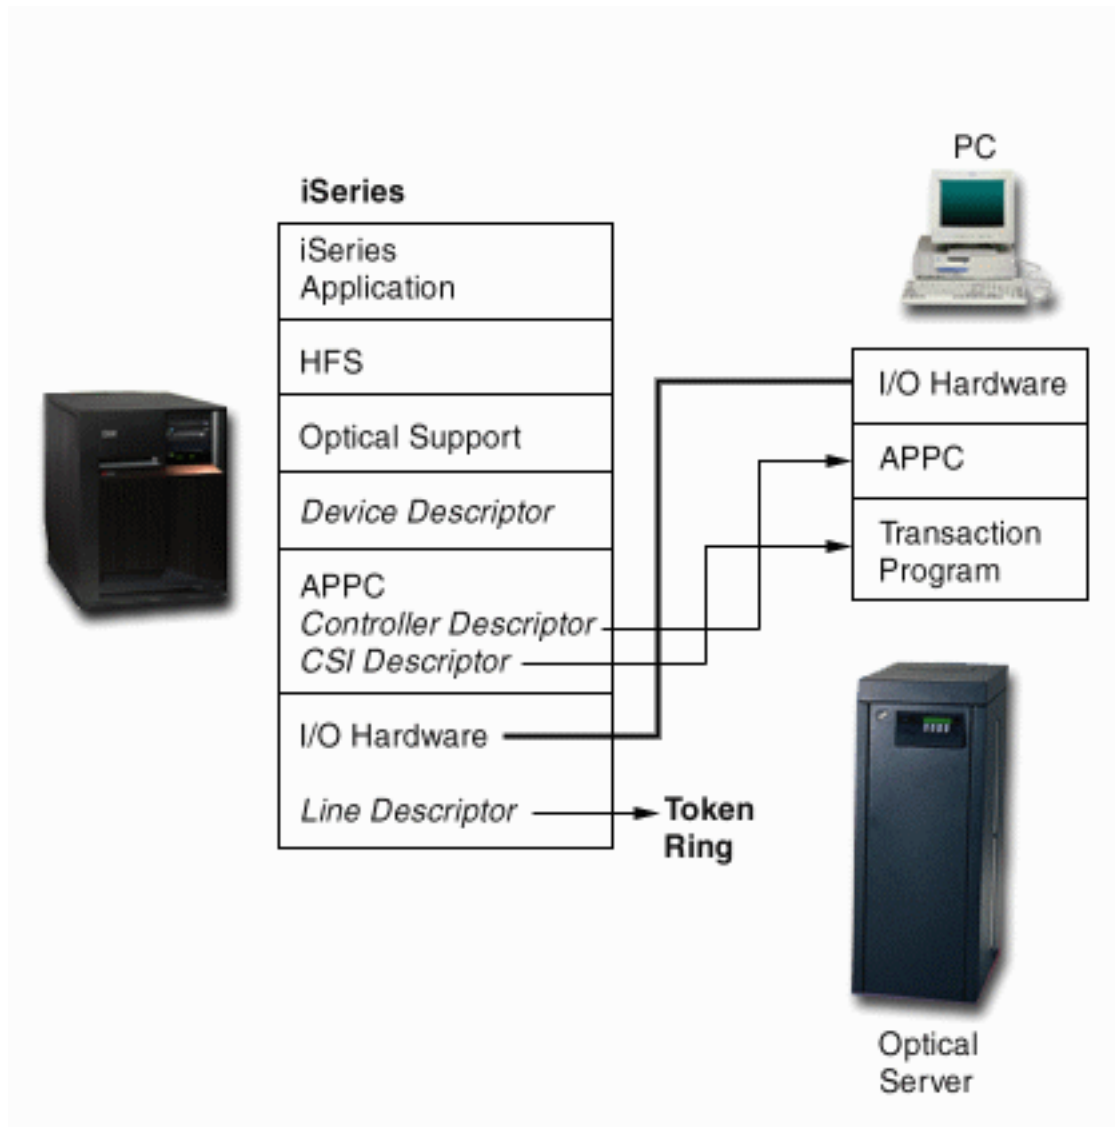 iSeries
iSeries
Application
HFS
Optical Support
Device Descriptor
APPC
Controller Descriptor
CSI Descriptor
I/O Hardware
Line Descriptor
Token
Ring
PC
I/O Hardware
APPC
Transaction
Program
Optical
Server